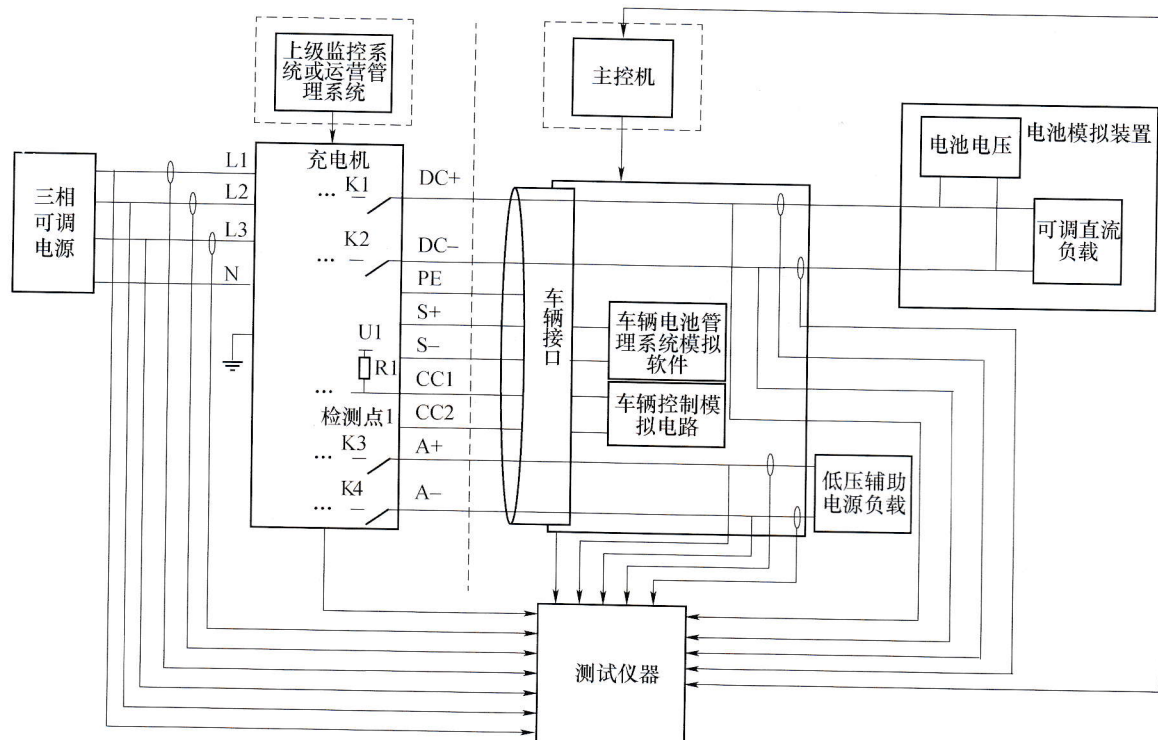 上级监控系
统或运营管
理系统
主控机
电池电压
电池模拟装置
可调直流
负载
三相
可调
电源
L1
L2
L3
N
充电机
... K1
... K2
U1
R1
...
检测点1
... K3
... K4
DC+
DC−
PE
S+
S−
CC1
CC2
A+
A−
车辆接口
车辆电池管
理系统模拟
软件
车辆控制模
拟电路
低压辅助
电源负载
测试仪器